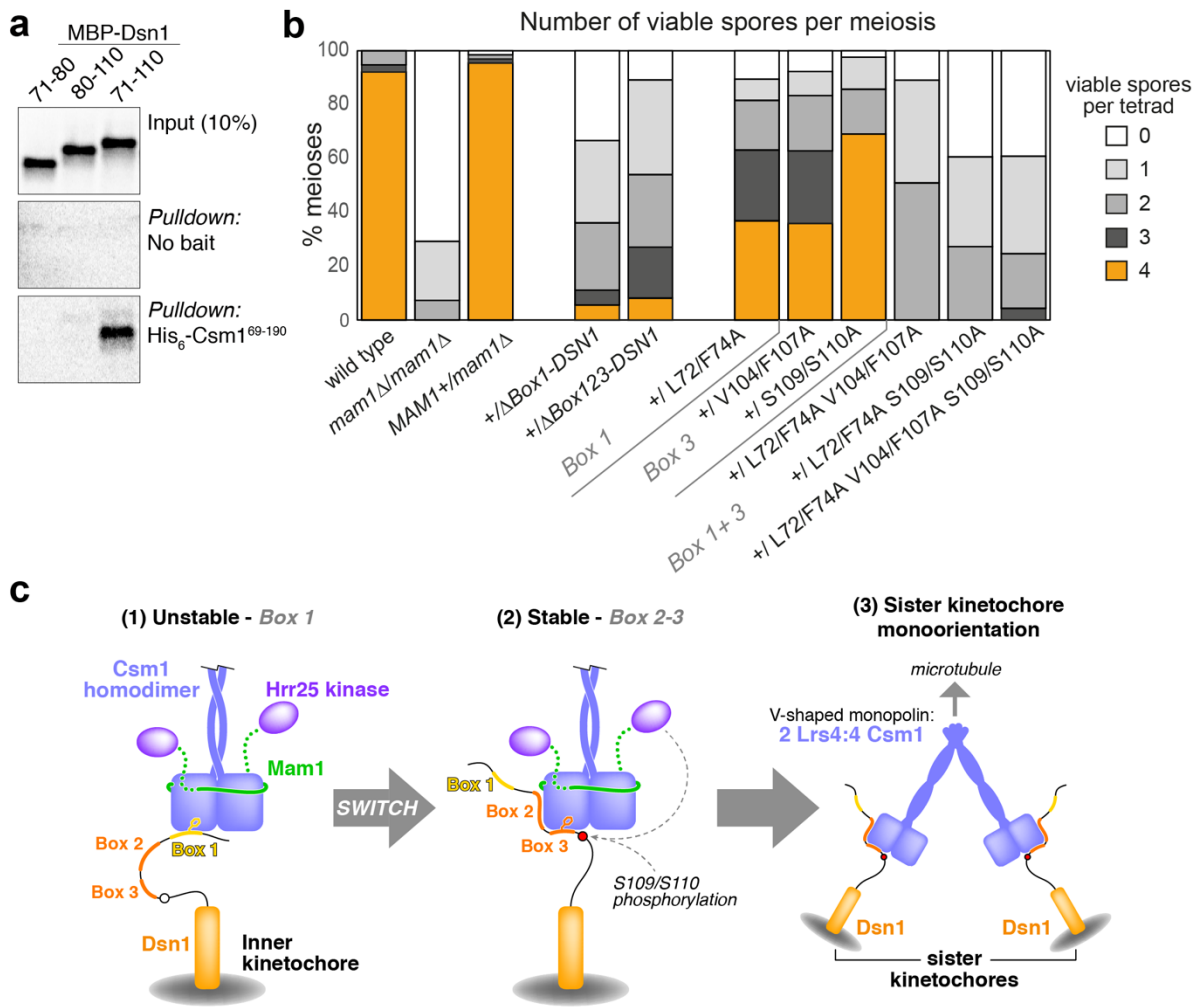 a
MBP-Dsn1
71-80
80-110
71-110
Input (10%)
Pulldown:
No bait
Pulldown:
His6-Csm1^69-190
b
Number of viable spores per meiosis
% meioses
100
80
60
40
20
0
viable spores
per tetrad
0
1
2
3
4
wild type
mam1Δ/mam1Δ
MAM1+/mam1Δ
+/ΔBox1-DSN1
+/ΔBox123-DSN1
+/ L72/F74A
+/ V104/F107A
+/ S109/S110A
+/ L72/F74A V104/F107A
+/ L72/F74A S109/S110A
+/ L72/F74A V104/F107A S109/S110A
Box 1
Box 3
Box 1+ 3
c
(1) Unstable - Box 1
Csm1
homodimer
Hrr25 kinase
Mam1
Box 2
Box 1
Box 3
Dsn1
Inner
kinetochore
SWITCH
(2) Stable - Box 2-3
Box 1
Box 2
Box 3
S109/S110
phosphorylation
(3) Sister kinetochore
monoorientation
microtubule
V-shaped monopolin:
2 Lrs4:4 Csm1
Dsn1
Dsn1
sister
kinetochores